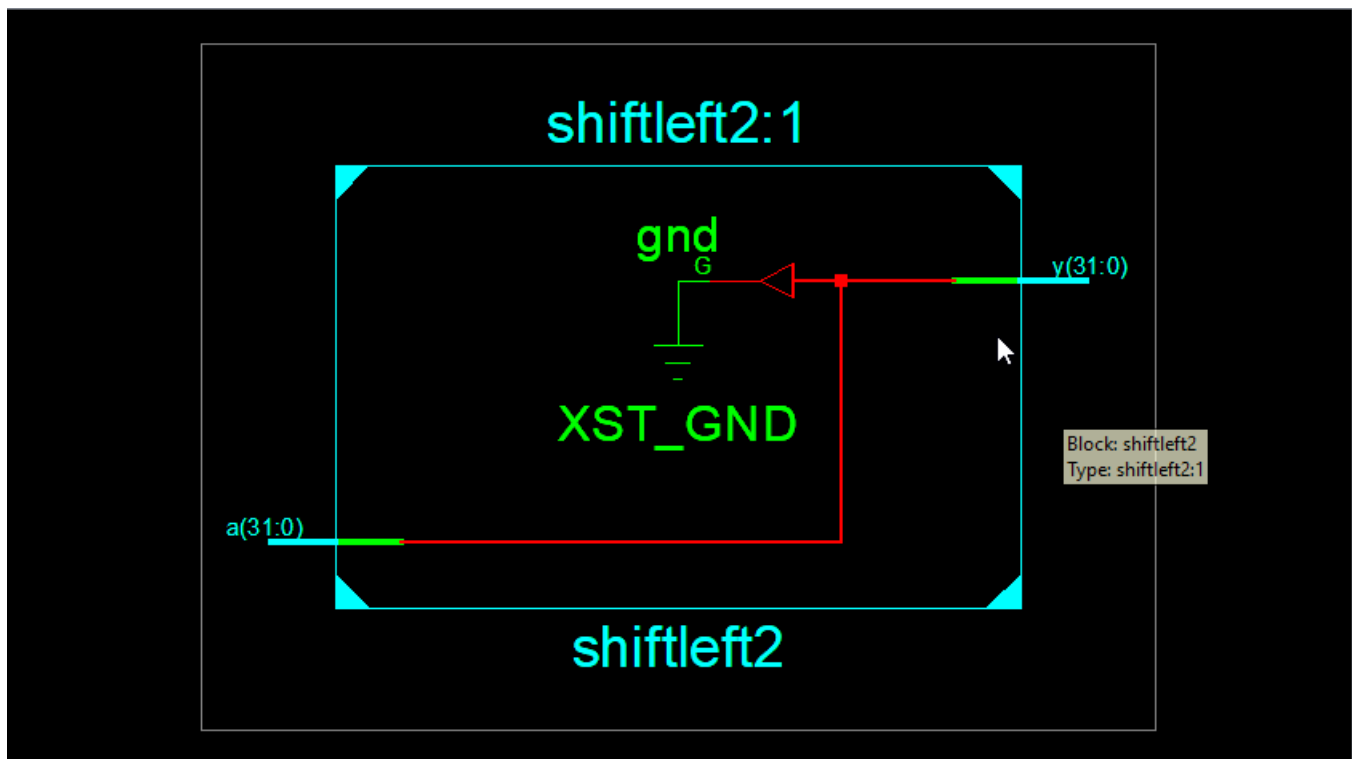 shiftleft2:1
gnd
G
y(31:0)
XST_GND
Block: shiftleft2
Type: shiftleft2:1
a(31:0)
shiftleft2